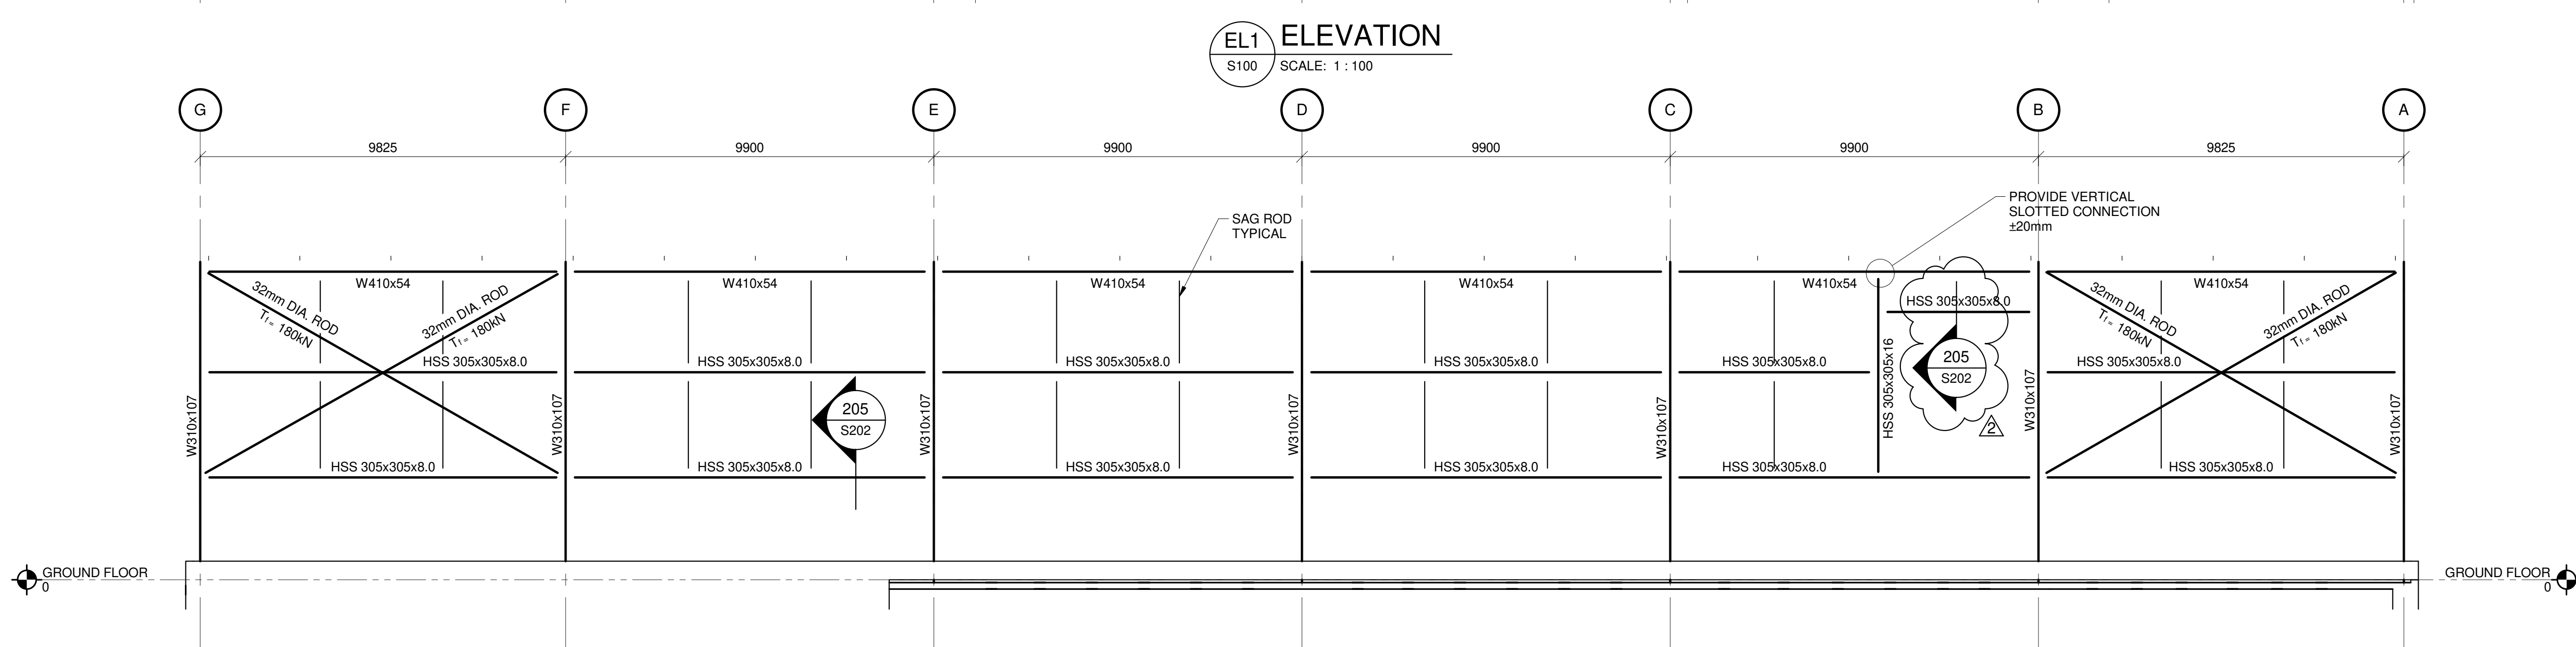 EL1
ELEVATION
S100
SCALE: 1 : 100
G
F
E
D
C
B
A
9825
9900
9900
9900
9900
9825
PROVIDE VERTICAL
SLOTTED CONNECTION
±20mm
SAG ROD
TYPICAL
W410x54
W410x54
W410x54
W410x54
W410x54
W410x54
32mm DIA. ROD
Tf = 180kN
32mm DIA. ROD
Tf = 180kN
HSS 305x305x8.0
32mm DIA. ROD
Tf = 180kN
32mm DIA. ROD
Tf = 180kN
HSS 305x305x8.0
HSS 305x305x8.0
HSS 305x305x8.0
HSS 305x305x8.0
HSS 305x305x8.0
HSS 305x305x8.0
HSS 305x305x16
205
S202
205
S202
2
W310x107
W310x107
W310x107
W310x107
W310x107
W310x107
W310x107
HSS 305x305x8.0
HSS 305x305x8.0
HSS 305x305x8.0
HSS 305x305x8.0
HSS 305x305x8.0
HSS 305x305x8.0
GROUND FLOOR
0
GROUND FLOOR
0